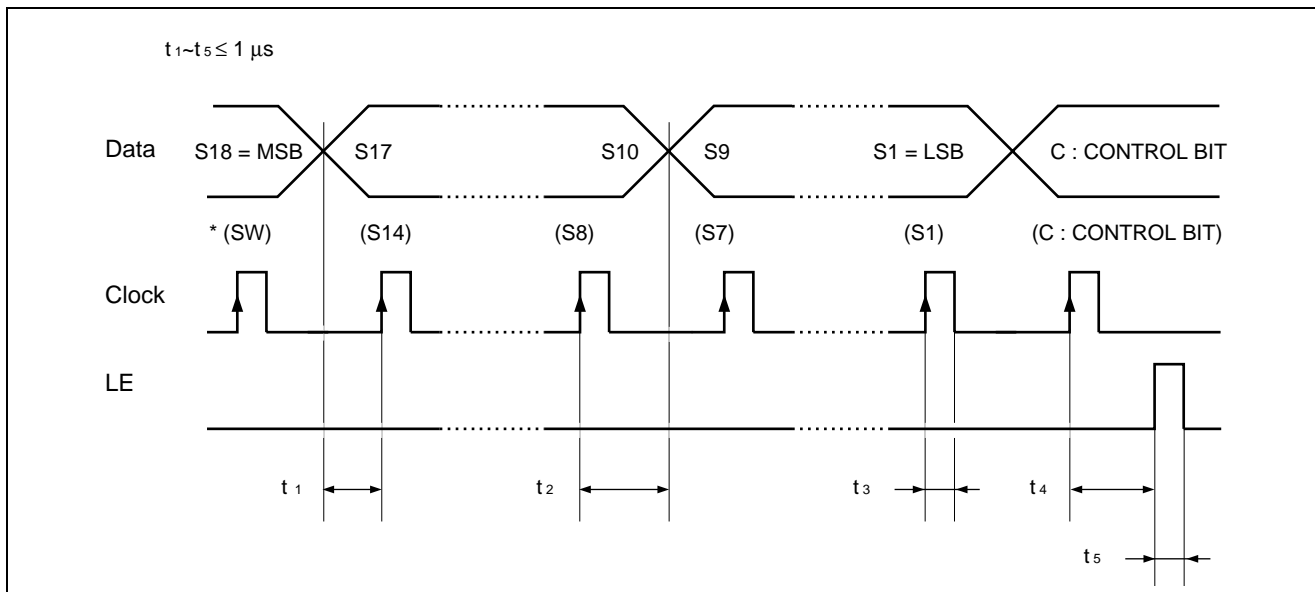 t1~t5 ≤ 1 μs
Data S18 = MSB S17 S10 S9 S1 = LSB C : CONTROL BIT
* (SW) (S14) (S8) (S7) (S1) (C : CONTROL BIT)
Clock
LE
t1 t2 t3 t4
t5